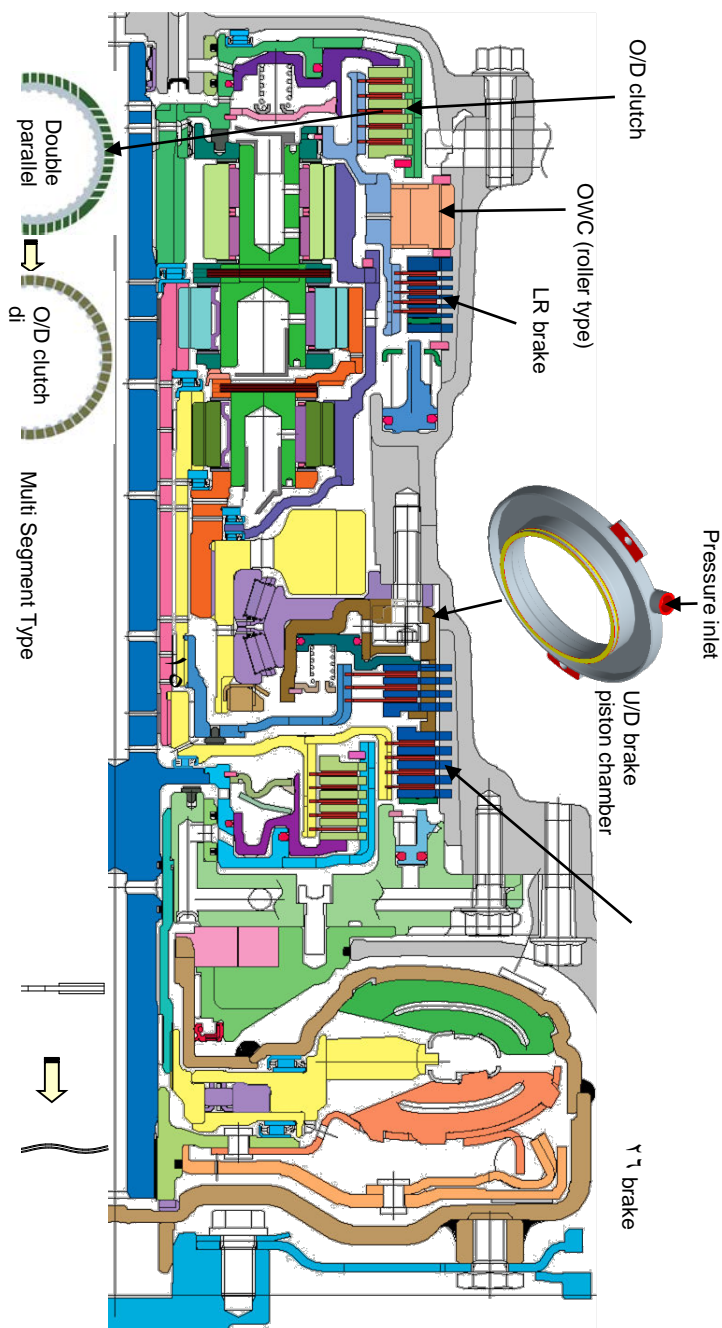 O/D clutch
OWC (roller type)
LR brake
Pressure inlet
U/D brake
piston chamber
٢٦ brake
Double
parallel
O/D clutch
di
Multi Segment Type